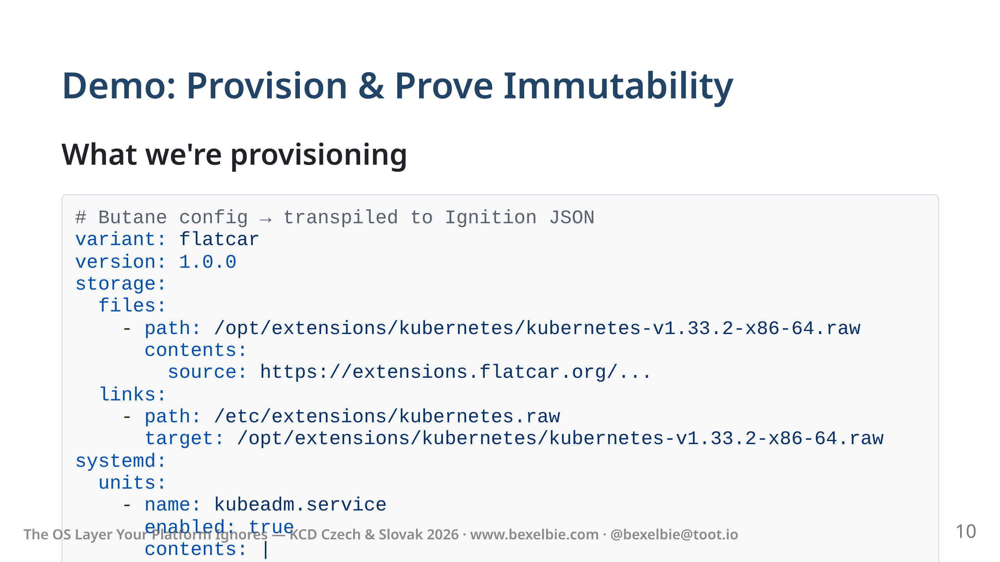 Demo: Provision & Prove Immutability
What we're provisioning
# Butane config → transpiled to Ignition JSON
variant: flatcar
version: 1.0.0
storage:
  files:
    - path: /opt/extensions/kubernetes/kubernetes-v1.33.2-x86-64.raw
      contents:
        source: https://extensions.flatcar.org/...
  links:
    - path: /etc/extensions/kubernetes.raw
      target: /opt/extensions/kubernetes/kubernetes-v1.33.2-x86-64.raw
systemd:
  units:
    - name: kubeadm.service
      enabled: true
      contents: |
The OS Layer Your Platform Ignores — KCD Czech & Slovak 2026 · www.bexelbie.com · @bexelbie@toot.io
10